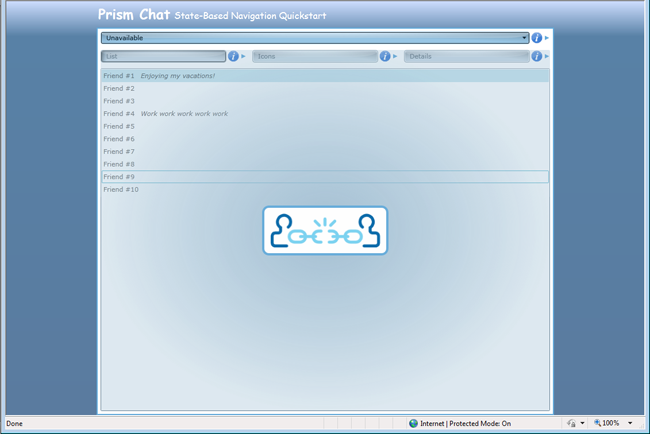 Prism Chat State-Based Navigation Quickstart
Unavailable
List Icons Details
Friend #1 Enjoying my vacations!
Friend #2
Friend #3
Friend #4 Work work work work work
Friend #5
Friend #6
Friend #7
Friend #8
Friend #9
Friend #10
Done Internet | Protected Mode: On 100%